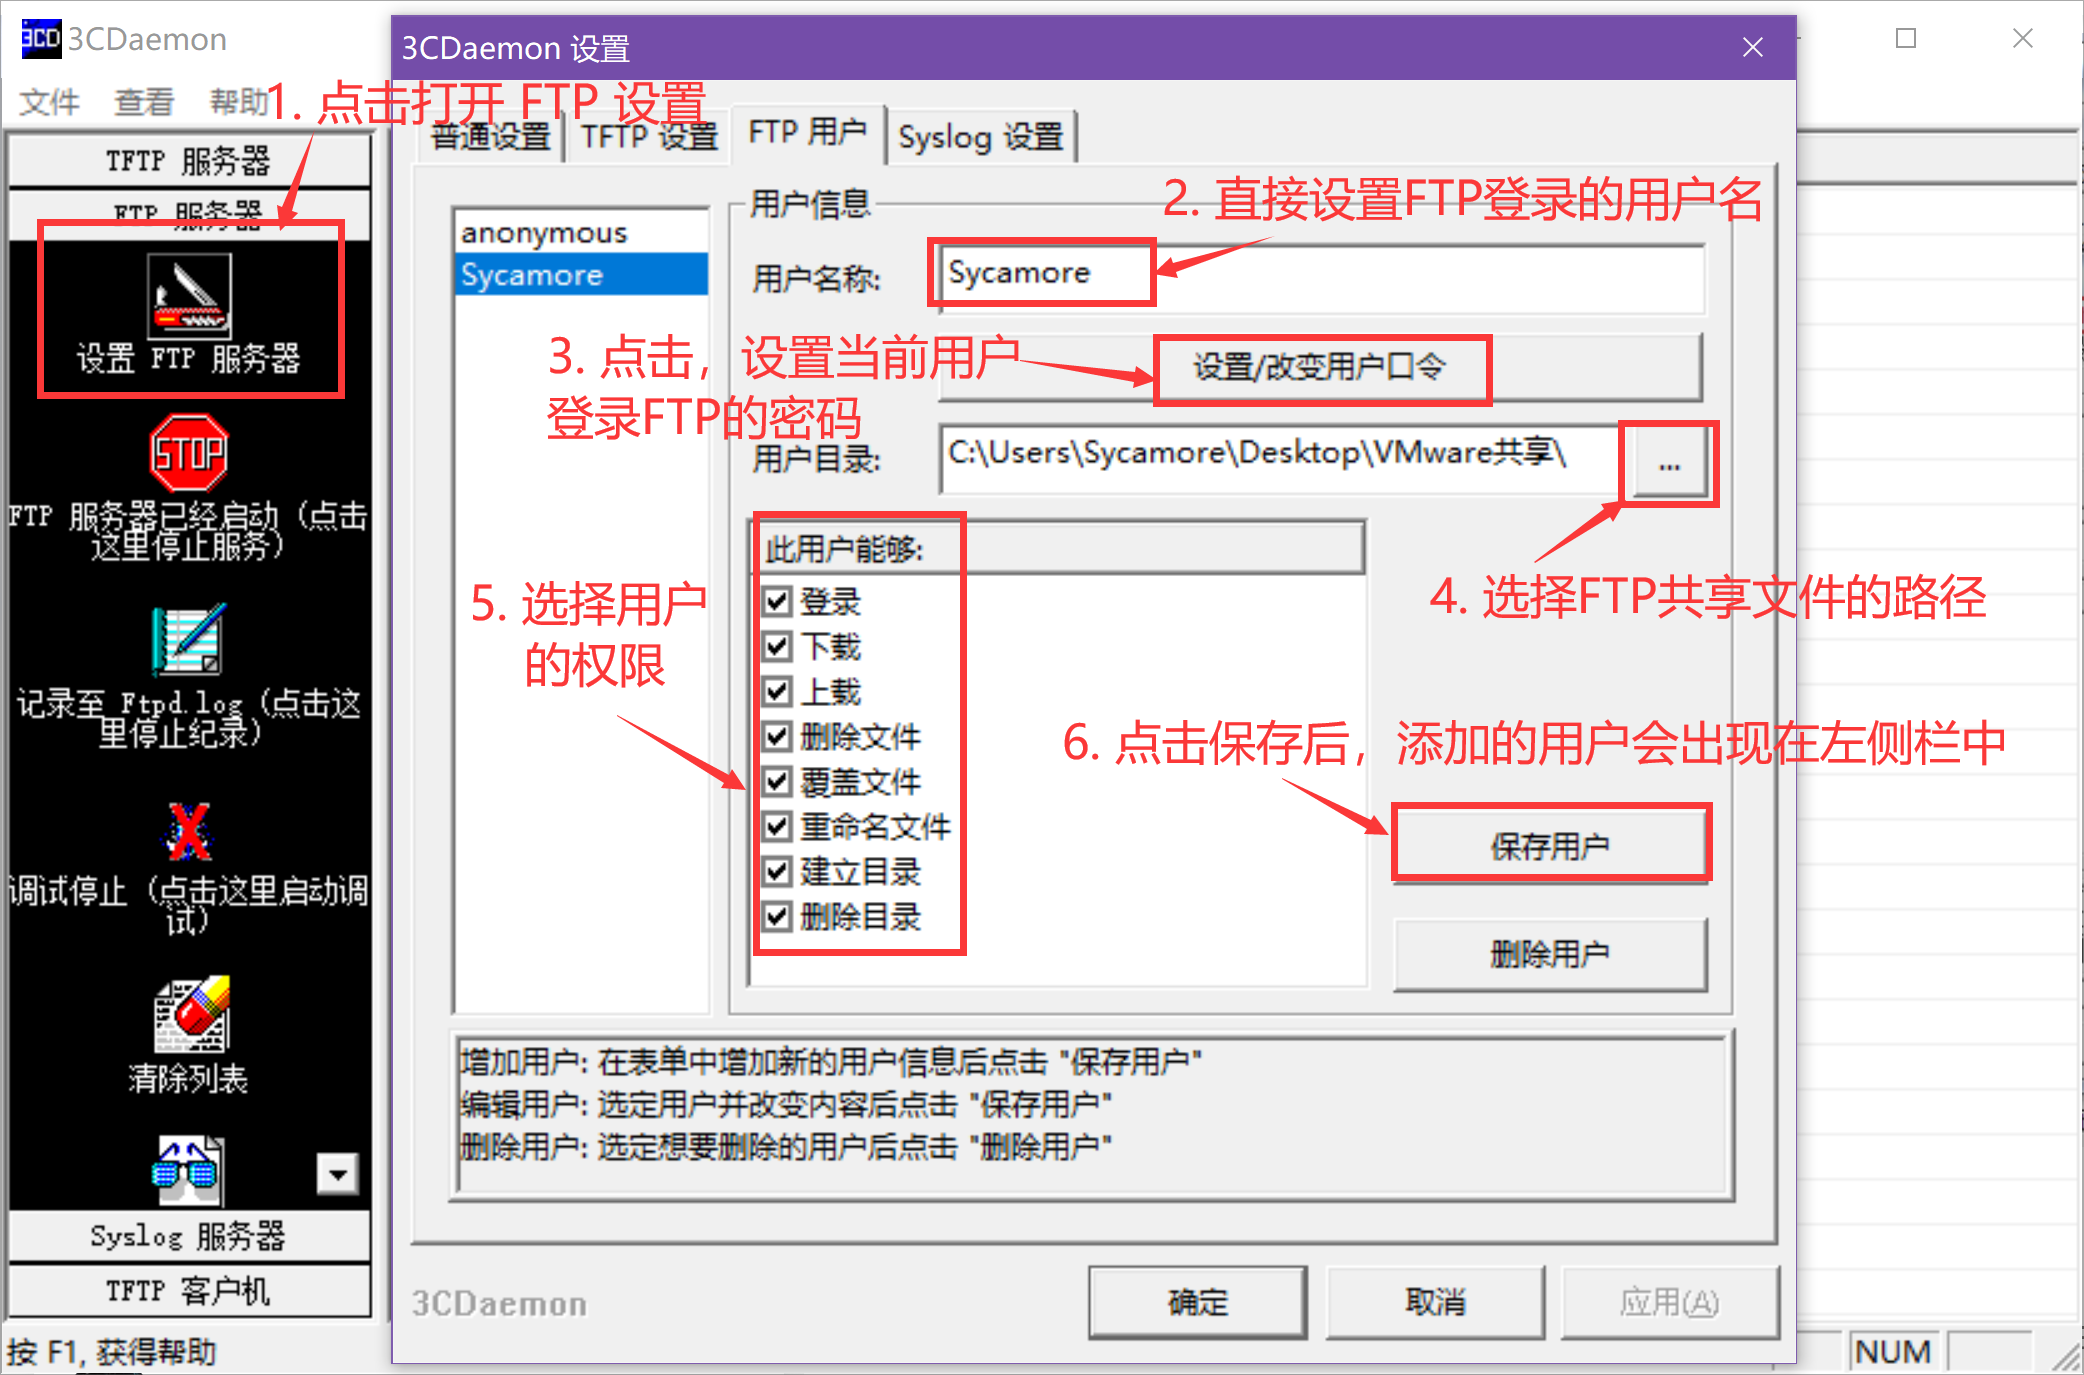 3CD 3CDaemon
3CDaemon 设置
文件 查看 帮助
1. 点击打开 FTP 设置
普通设置 TFTP 设置 FTP 用户 Syslog 设置
TFTP 服务器
FTP 服务器
设置 FTP 服务器
STOP
FTP 服务器已经启动 (点击
这里停止服务)
记录至 Ftpd.log (点击这
里停止纪录)
调试停止 (点击这里启动调
试)
清除列表
Syslog 服务器
TFTP 客户机
按 F1, 获得帮助
anonymous
Sycamore
用户信息
2. 直接设置FTP登录的用户名
用户名称:
Sycamore
3. 点击，设置当前用户
登录FTP的密码
设置/改变用户口令
用户目录:
C:\Users\Sycamore\Desktop\VMware共享\
...
4. 选择FTP共享文件的路径
此用户能够:
登录
下载
上载
删除文件
覆盖文件
重命名文件
建立目录
删除目录
5. 选择用户
的权限
6. 点击保存后，添加的用户会出现在左侧栏中
保存用户
删除用户
增加用户: 在表单中增加新的用户信息后点击 "保存用户"
编辑用户: 选定用户并改变内容后点击 "保存用户"
删除用户: 选定想要删除的用户后点击 "删除用户"
3CDaemon
确定
取消
应用(A)
NUM